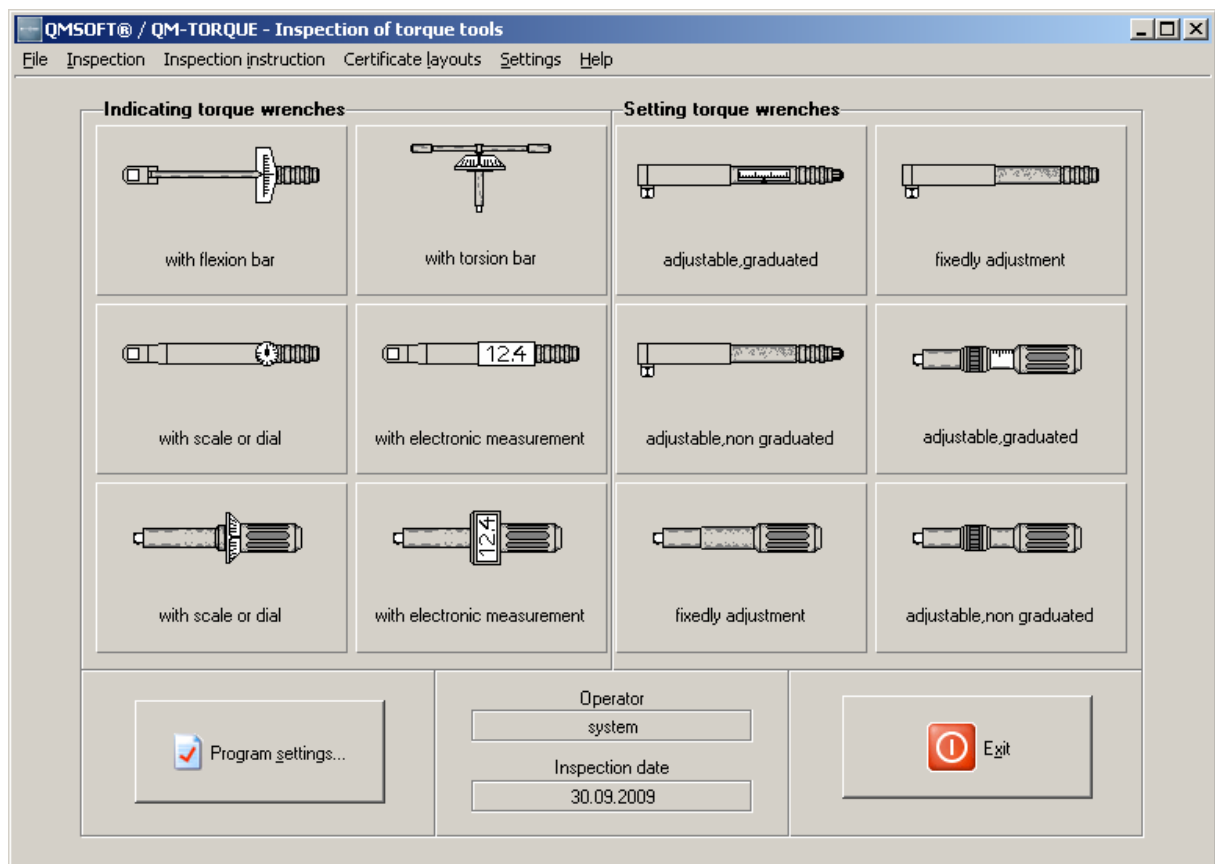 QMSOFT® / QM-TORQUE - Inspection of torque tools
File Inspection Inspection instruction Certificate layouts Settings Help
Indicating torque wrenches
Setting torque wrenches
with flexion bar
with torsion bar
adjustable,graduated
fixedly adjustment
12.4
with scale or dial
with electronic measurement
adjustable,non graduated
adjustable,graduated
12.4
with scale or dial
with electronic measurement
fixedly adjustment
adjustable,non graduated
Program settings...
Operator
system
Inspection date
30.09.2009
Exit